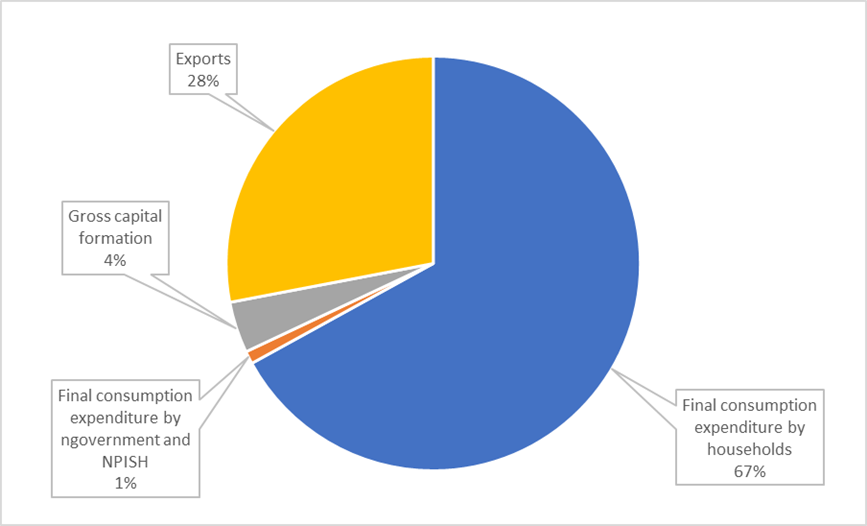 Exports
28%
Gross capital
formation
4%
Final consumption
expenditure by
ngovernment and
NPISH
1%
Final consumption
expenditure by
households
67%